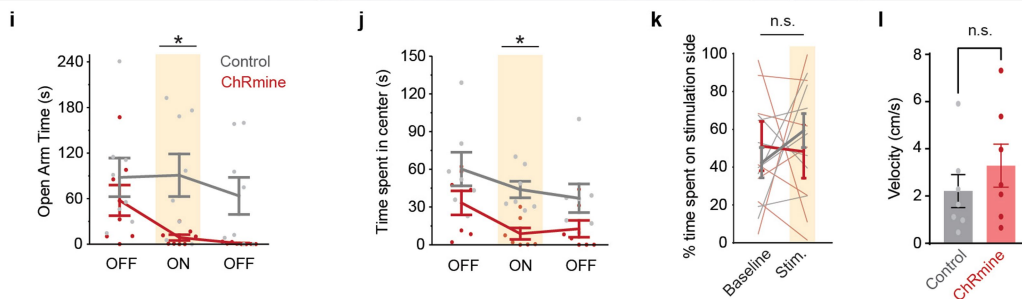 i
Open Arm Time (s)
240
180
120
60
0
OFF
ON
OFF
*
Control
ChRmine
j
Time spent in center (s)
150
120
90
60
30
0
OFF
ON
OFF
*
k
n.s.
% time spent on stimulation side
100
80
60
40
20
0
Baseline
Stim.
l
n.s.
Velocity (cm/s)
8
6
4
2
0
Control
ChRmine